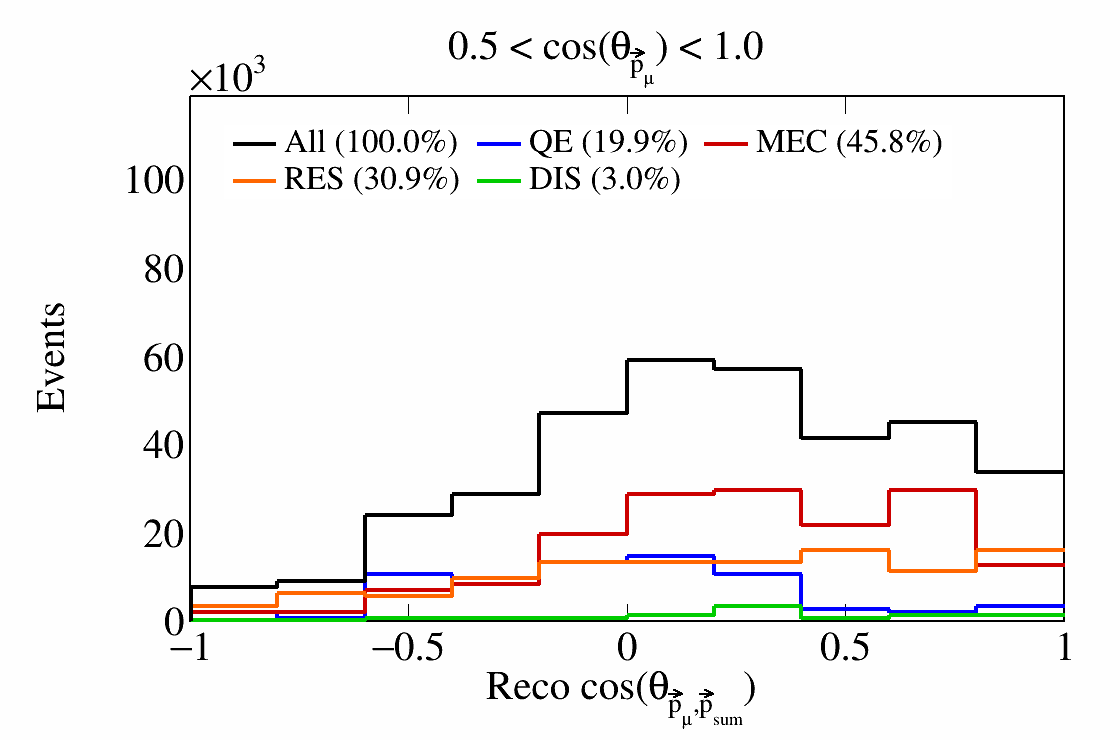 0.5 < cos(θp⃗μ) < 1.0
×10³
All (100.0%) QE (19.9%) MEC (45.8%)
RES (30.9%) DIS (3.0%)
100
80
60
40
20
0
Events
−1 −0.5 0 0.5 1
Reco cos(θp⃗μ,p⃗sum)